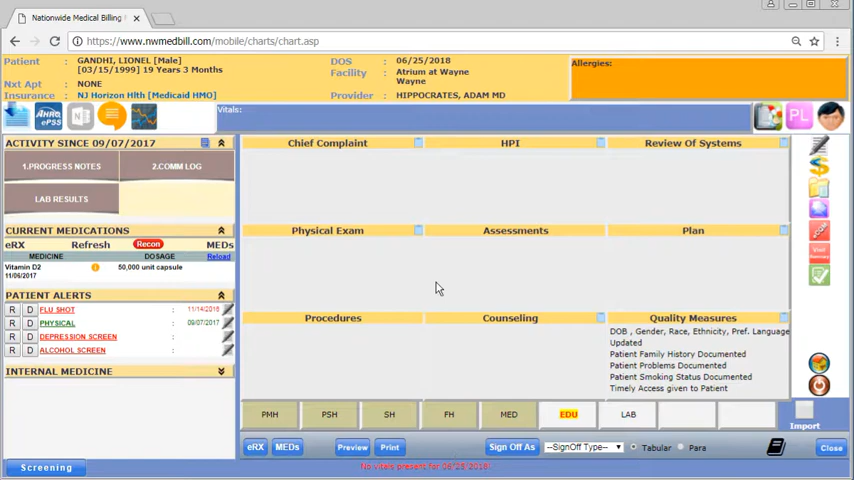 Nationwide Medical Billing
https://www.nwmedbill.com/mobile/charts/chart.asp
Patient GANDHI, LIONEL [Male] DOS 06/25/2018 Allergies:
[03/15/1999] 19 Years 3 Months Facility Atrium at Wayne
Wayne
Nxt Apt NONE
Insurance NJ Horizon Hlth [Medicaid HMO] Provider HIPPOCRATES, ADAM MD
AHRQ ePSS N Vitals: PL
ACTIVITY SINCE 09/07/2017
1.PROGRESS NOTES 2.COMM LOG
LAB RESULTS
CURRENT MEDICATIONS
eRX Refresh Recon MEDs
MEDICINE DOSAGE Reload
Vitamin D2 50,000 unit capsule
11/06/2017
PATIENT ALERTS
R D FLU SHOT : 11/14/2016
R D PHYSICAL : 09/07/2017
R D DEPRESSION SCREEN :
R D ALCOHOL SCREEN :
INTERNAL MEDICINE
Screening
Chief Complaint HPI Review Of Systems
Physical Exam Assessments Plan
Procedures Counseling Quality Measures
DOB , Gender, Race, Ethnicity, Pref. Language
Updated
Patient Family History Documented
Patient Problems Documented
Patient Smoking Status Documented
Timely Access given to Patient
PMH PSH SH FH MED EDU LAB
Import
eRX MEDs Preview Print Sign Off As --SignOff Type-- Tabular Para Close
No vitals present for 06/25/2018!